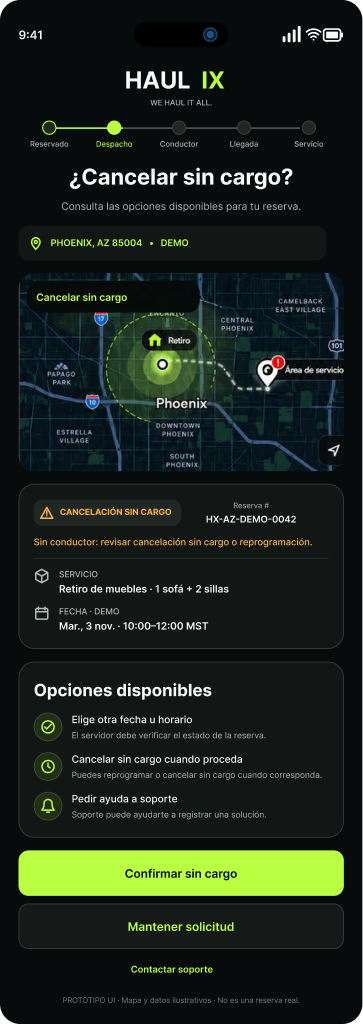 9:41
HAUL IX
WE HAUL IT ALL.
Reservado Despacho Conductor Llegada Servicio
¿Cancelar sin cargo?
Consulta las opciones disponibles para tu reserva.
PHOENIX, AZ 85004 • DEMO
Cancelar sin cargo
CAMELBACK
EAST VILLAGE
ENCANTO
17
CENTRAL
PHOENIX
Retiro
101
PAPAGO
PARK
Área de servicio
10
Phoenix
ESTRELLA
VILLAGE
DOWNTOWN
PHOENIX
SOUTH
PHOENIX
CANCELACIÓN SIN CARGO
Reserva #
HX-AZ-DEMO-0042
Sin conductor: revisar cancelación sin cargo o reprogramación.
SERVICIO
Retiro de muebles · 1 sofá + 2 sillas
FECHA · DEMO
Mar., 3 nov. · 10:00–12:00 MST
Opciones disponibles
Elige otra fecha u horario
El servidor debe verificar el estado de la reserva.
Cancelar sin cargo cuando proceda
Puedes reprogramar o cancelar sin cargo cuando corresponda.
Pedir ayuda a soporte
Soporte puede ayudarte a registrar una solución.
Confirmar sin cargo
Mantener solicitud
Contactar soporte
PROTOTIPO UI · Mapa y datos ilustrativos · No es una reserva real.